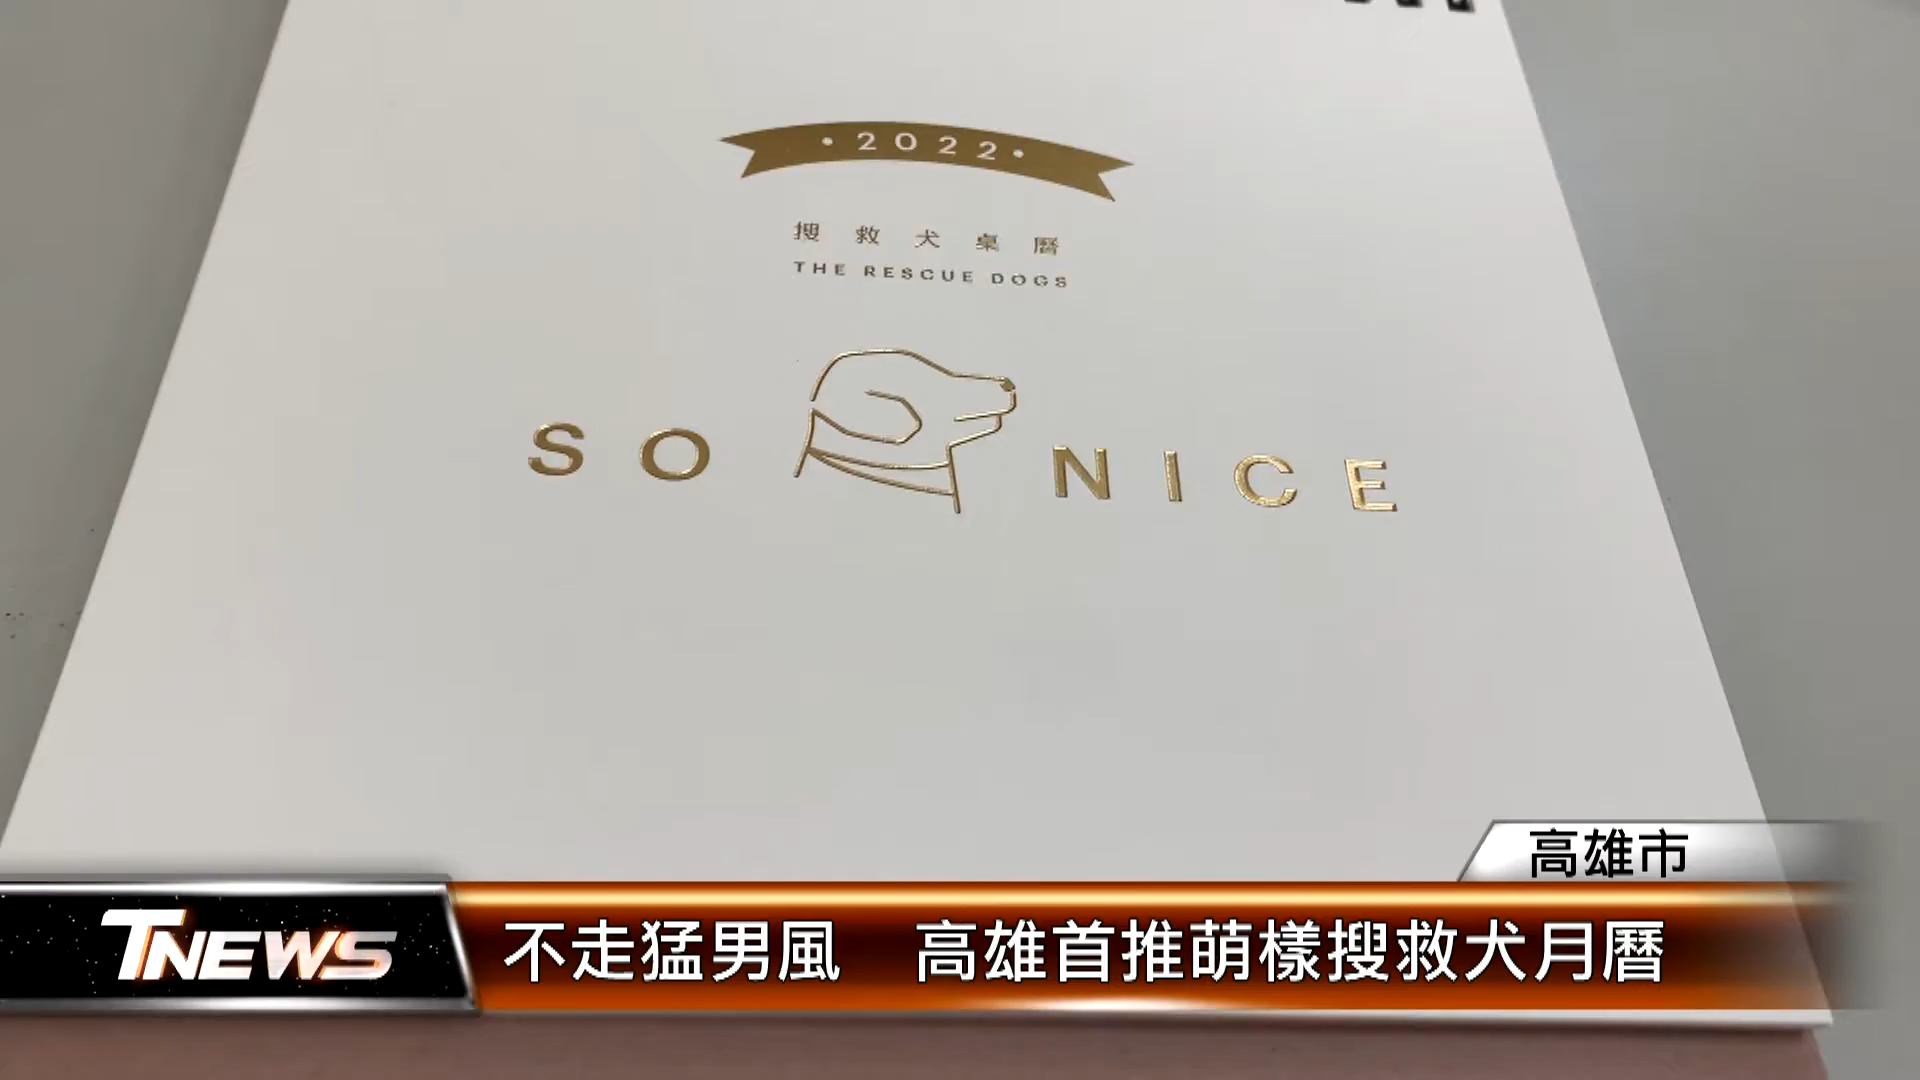 • 2022 •
搜救犬桌曆
THE RESCUE DOGS
SO NICE
高雄市
TNEWS
不走猛男風 高雄首推萌樣搜救犬月曆